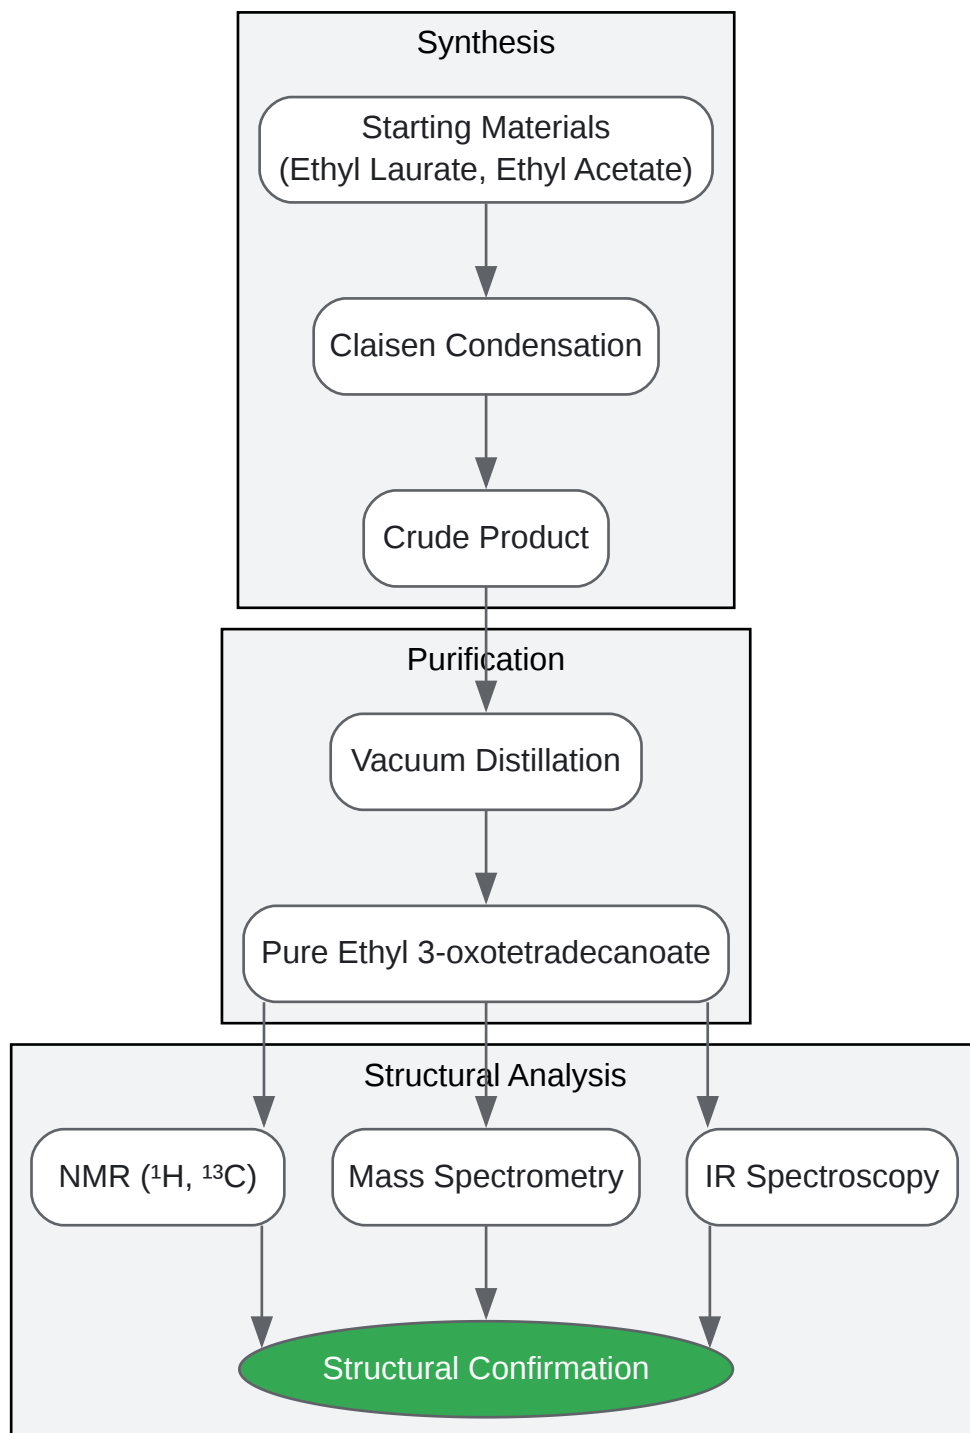 Synthesis
Starting Materials
(Ethyl Laurate, Ethyl Acetate)
Claisen Condensation
Crude Product
Purification
Vacuum Distillation
Pure Ethyl 3-oxotetradecanoate
Structural Analysis
NMR (¹H, ¹³C)
Mass Spectrometry
IR Spectroscopy
Structural Confirmation